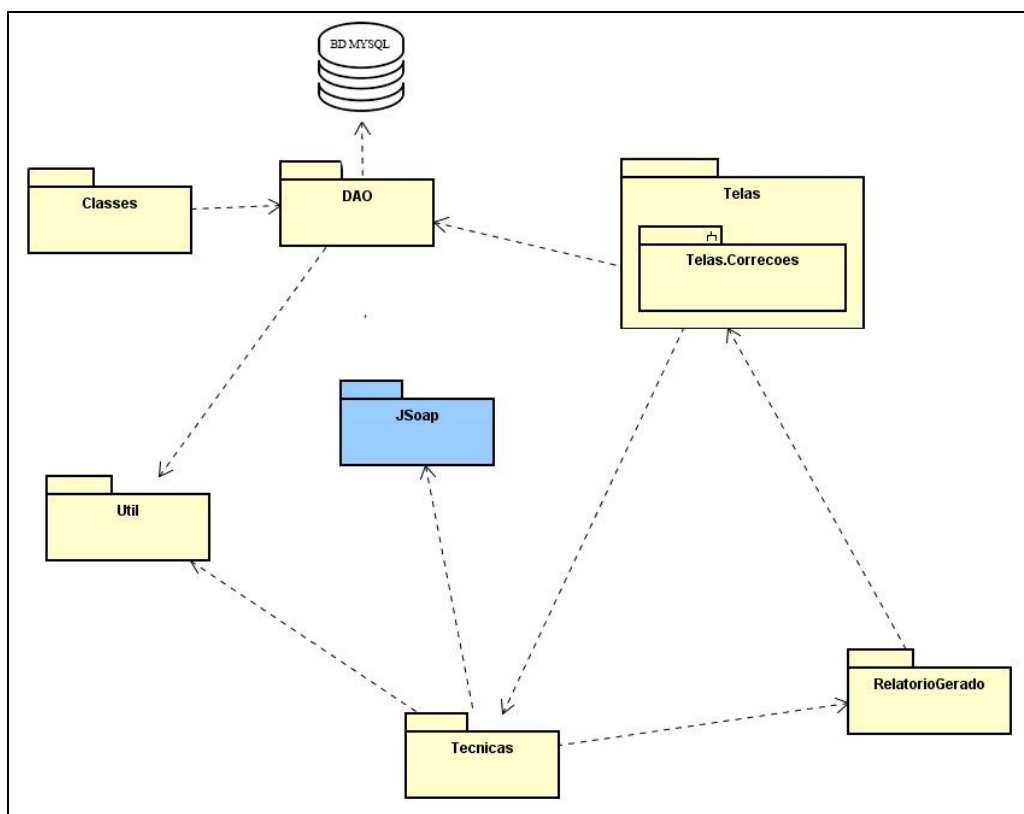 BD MYSQL
Classes
DAO
Telas
Telas.Correcoes
JSoap
Util
RelatorioGerado
Tecnicas